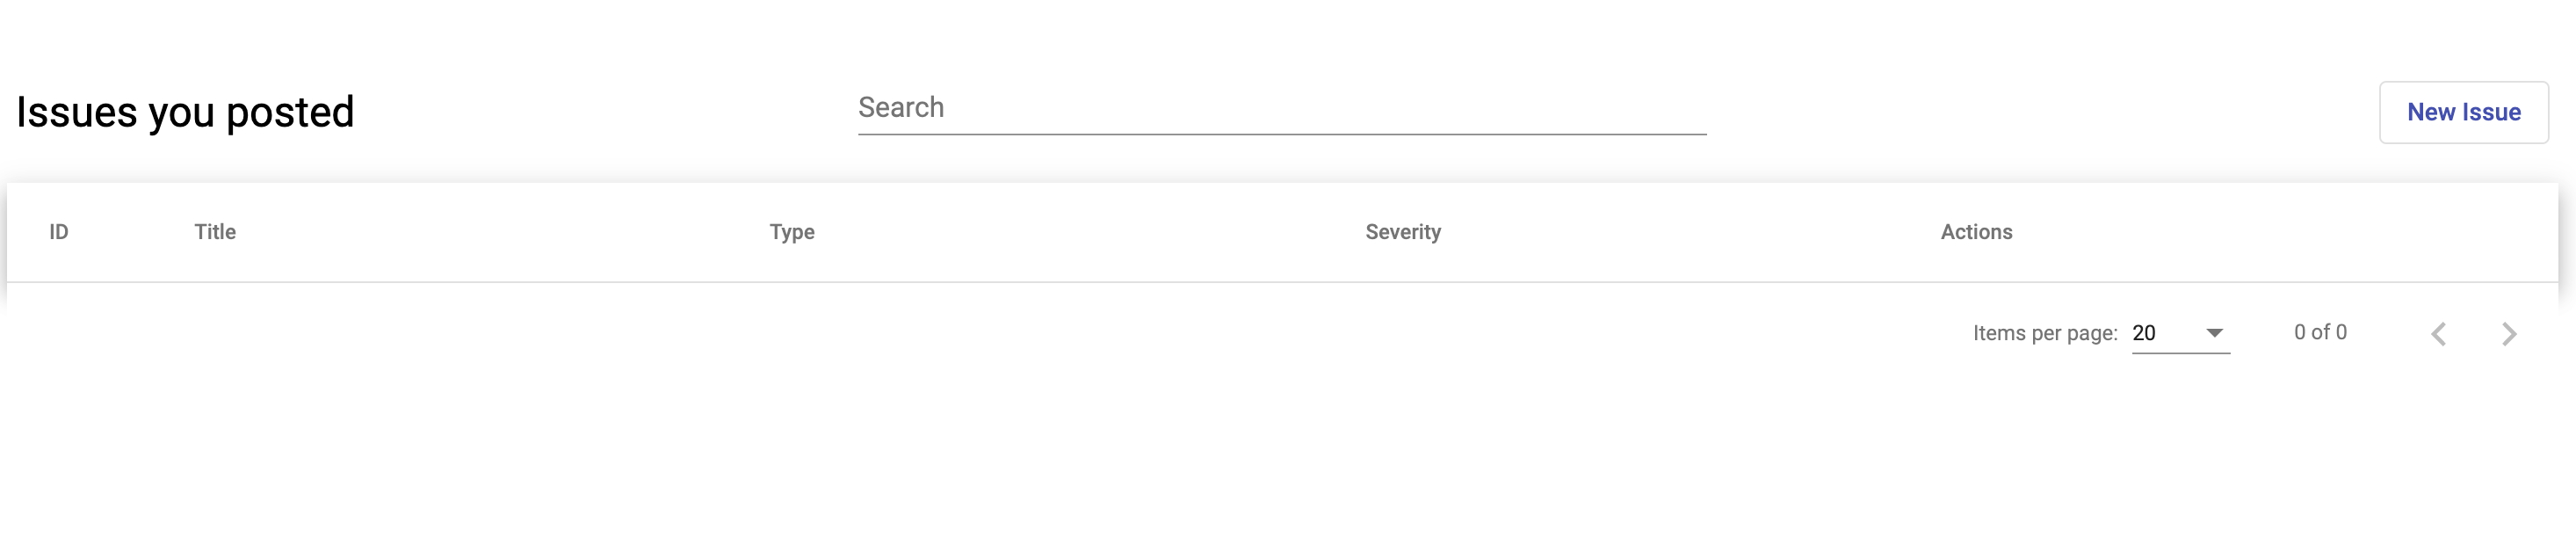 Issues you posted
Search
New Issue
ID Title Type Severity Actions
Items per page: 20 0 of 0